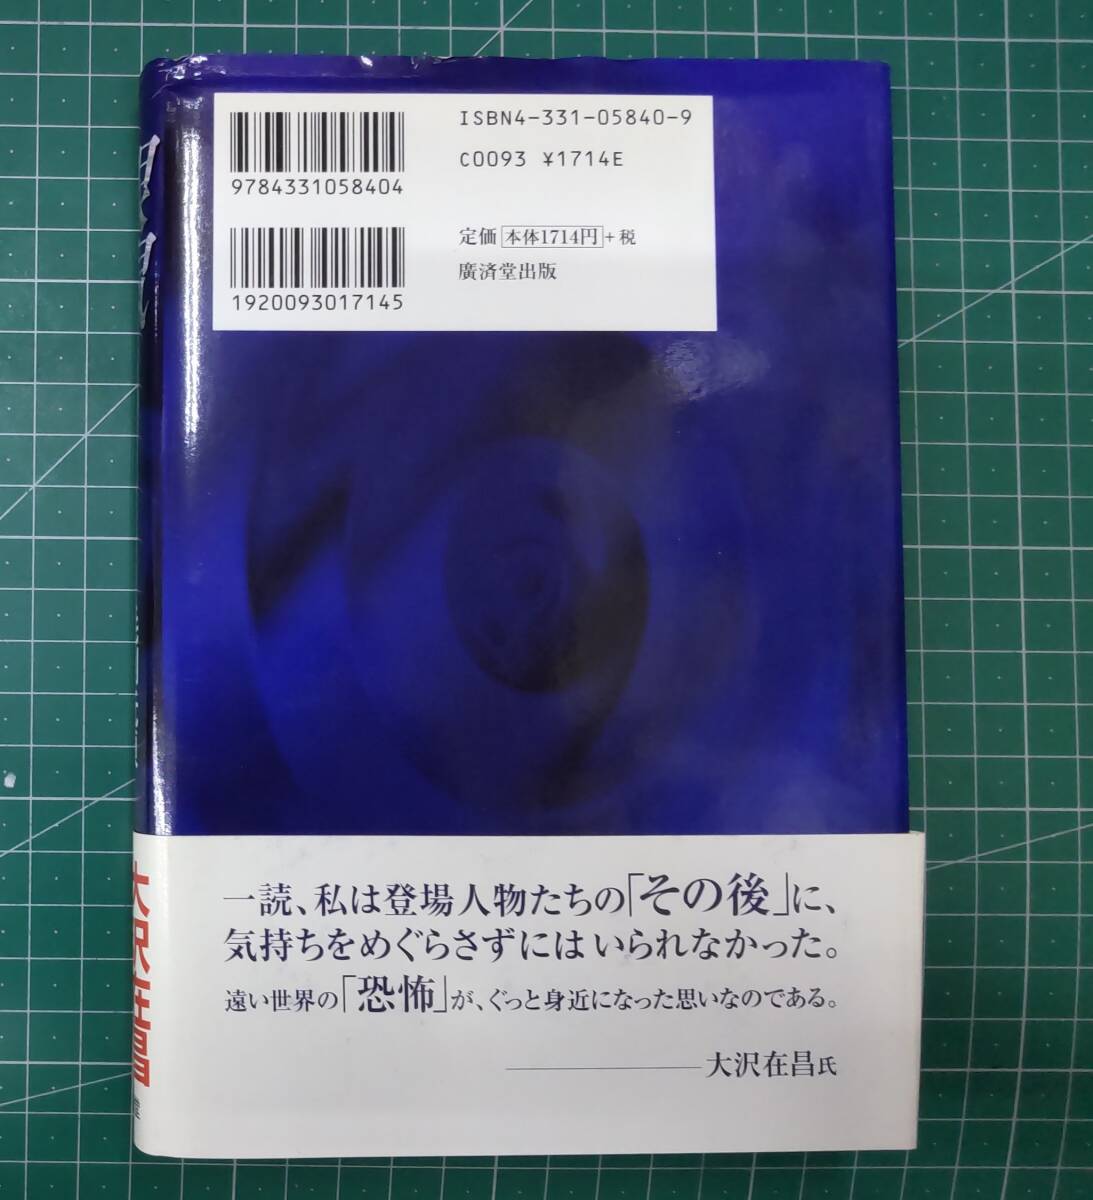 ISBN4-331-05840-9
C0093 ¥1714E
9784331058404
定価 本体1714円 +税
廣済堂出版
1920093017145
一読、私は登場人物たちの「その後」に、
気持ちをめぐらさずにはいられなかった。
遠い世界の「恐怖」が、ぐっと身近になった思いなのである。
大沢在昌氏
大沢在昌